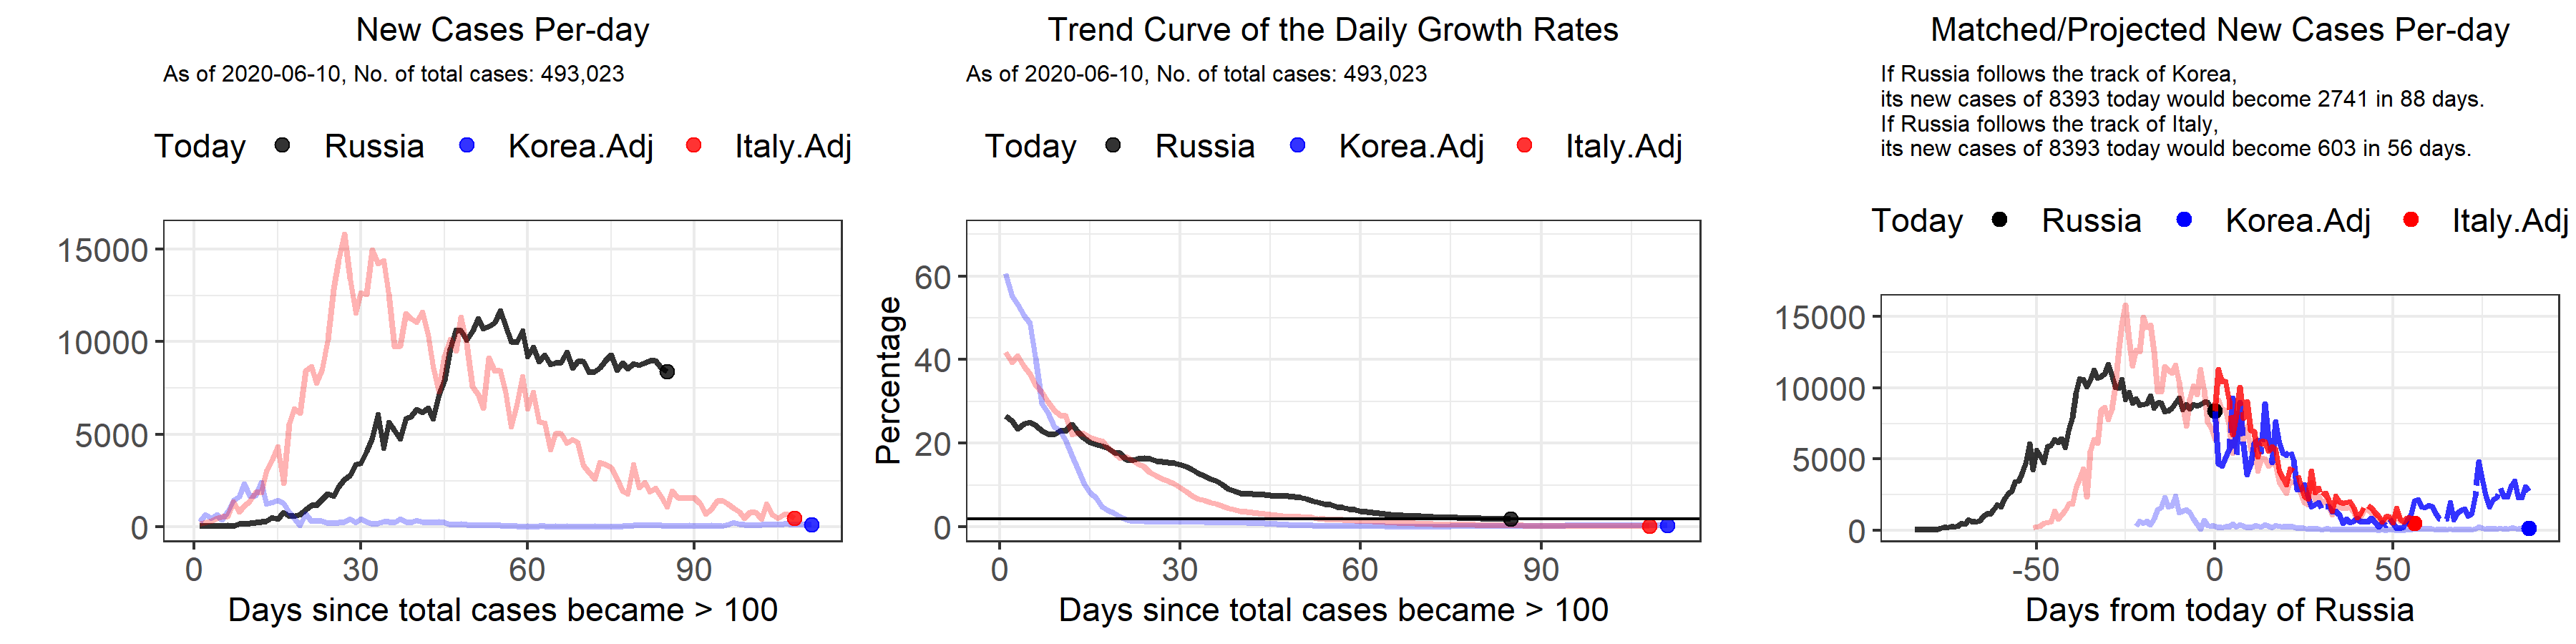 New Cases Per-day
As of 2020-06-10, No. of total cases: 493,023
Today Russia Korea.Adj Italy.Adj
15000
10000
5000
0
0 30 60 90
Days since total cases became > 100
Trend Curve of the Daily Growth Rates
As of 2020-06-10, No. of total cases: 493,023
Today Russia Korea.Adj Italy.Adj
Percentage
60
40
20
0
0 30 60 90
Days since total cases became > 100
Matched/Projected New Cases Per-day
If Russia follows the track of Korea,
its new cases of 8393 today would become 2741 in 88 days.
If Russia follows the track of Italy,
its new cases of 8393 today would become 603 in 56 days.
Today Russia Korea.Adj Italy.Adj
15000
10000
5000
0
-50 0 50
Days from today of Russia